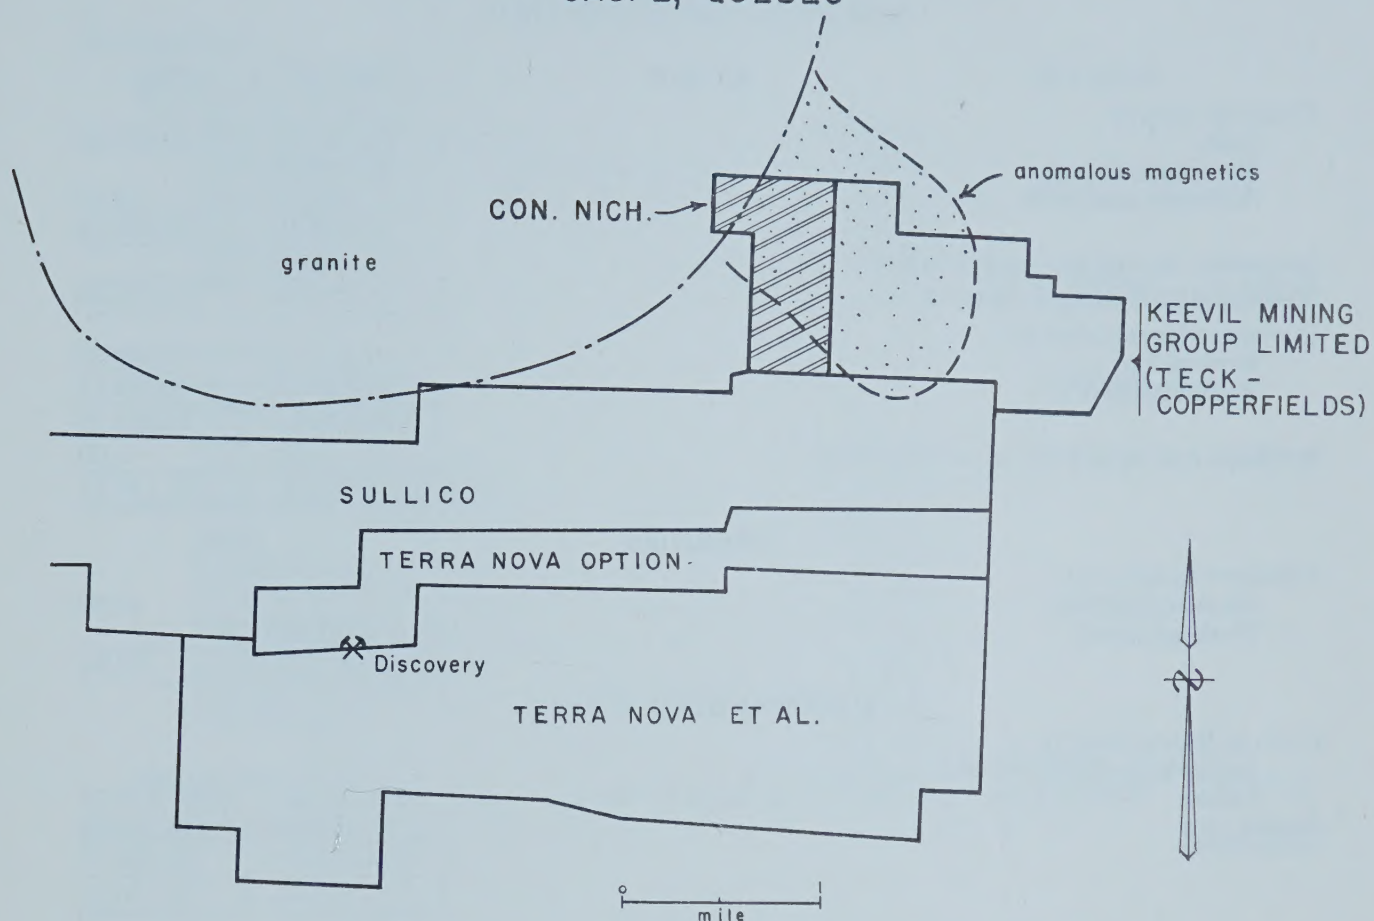 CON. NICH.
anomalous magnetics
granite
KEEVIL MINING
GROUP LIMITED
(TECK -
COPPERFIELDS)
SULLICO
TERRA NOVA OPTION
Discovery
TERRA NOVA ET AL.
0 1
mile